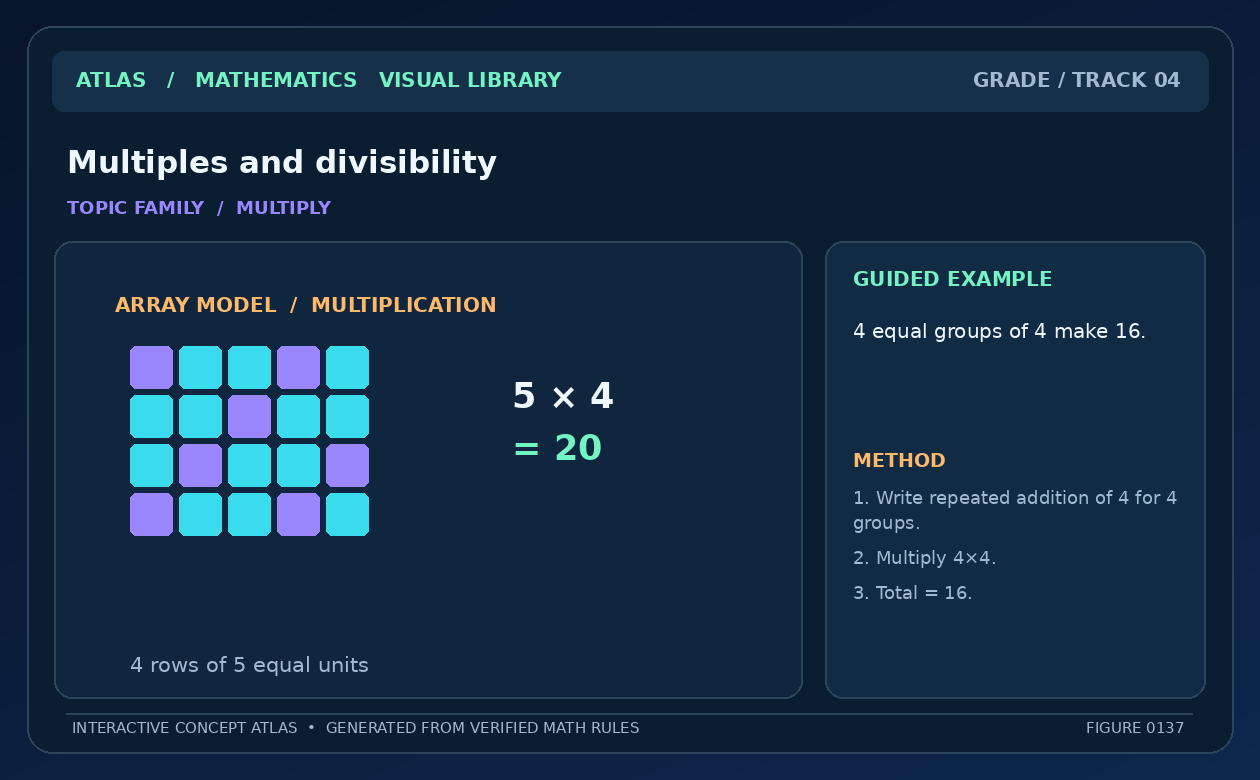 ATLAS / MATHEMATICS VISUAL LIBRARY
GRADE / TRACK 04
Multiples and divisibility
TOPIC FAMILY / MULTIPLY
ARRAY MODEL / MULTIPLICATION
5 × 4
= 20
4 rows of 5 equal units
GUIDED EXAMPLE
4 equal groups of 4 make 16.
METHOD
1. Write repeated addition of 4 for 4
groups.
2. Multiply 4×4.
3. Total = 16.
INTERACTIVE CONCEPT ATLAS • GENERATED FROM VERIFIED MATH RULES
FIGURE 0137